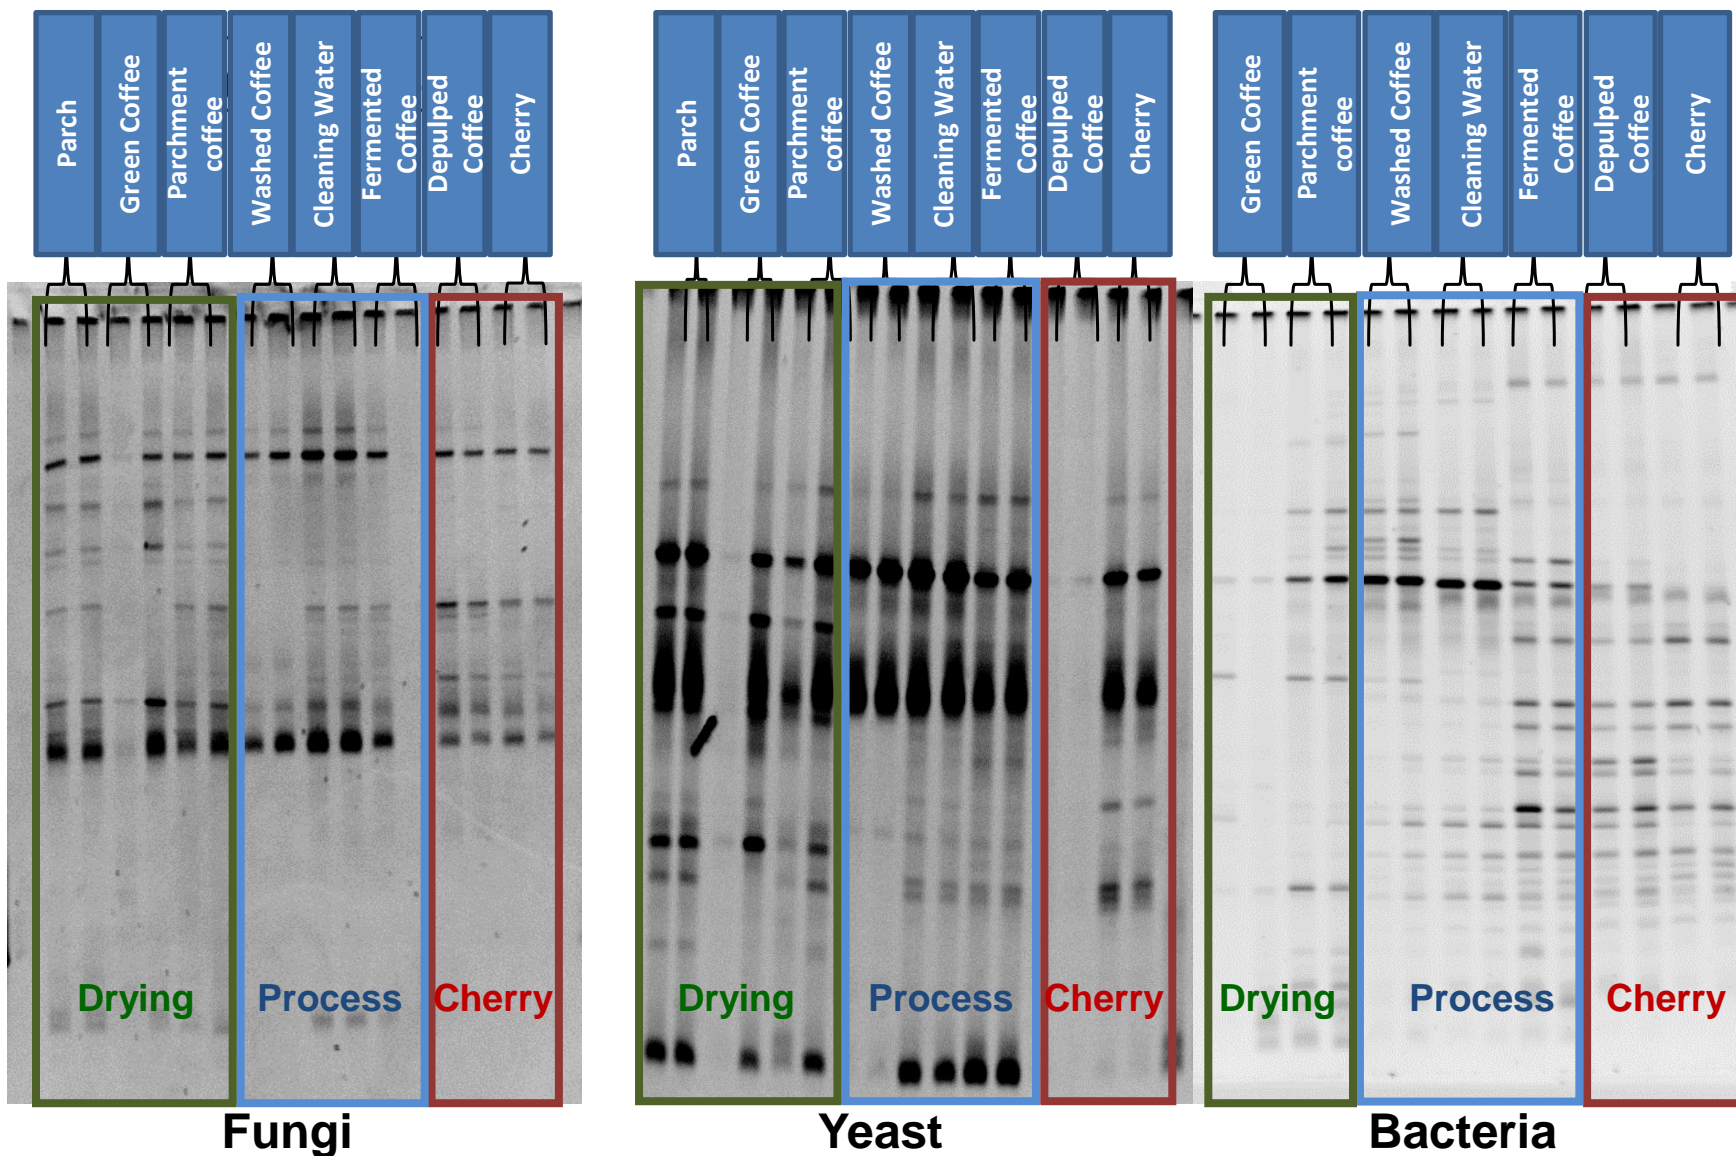 Parch
Green Coffee
Parchment
coffee
Washed Coffee
Cleaning Water
Fermented
Coffee
Depulped
Coffee
Cherry
Parch
Green Coffee
Parchment
coffee
Washed Coffee
Cleaning Water
Fermented
Coffee
Depulped
Coffee
Cherry
Green Coffee
Parchment
coffee
Washed Coffee
Cleaning Water
Fermented
Coffee
Depulped
Coffee
Cherry
Drying
Process
Cherry
Drying
Process
Cherry
Drying
Process
Cherry
Fungi
Yeast
Bacteria